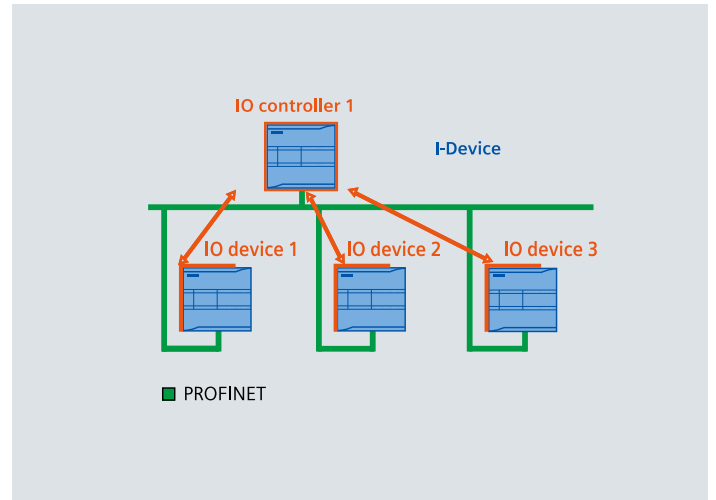 IO controller 1
I-Device
IO device 1
IO device 2
IO device 3
PROFINET